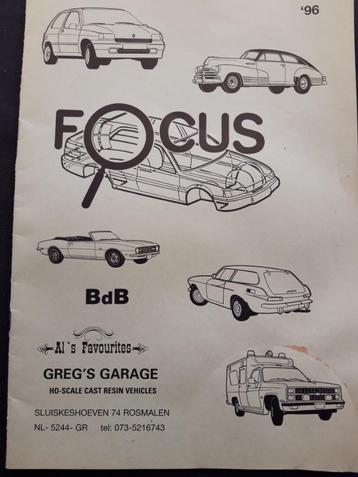 '96
FOCUS
BdB
Al's Favourites
GREG'S GARAGE
HO-SCALE CAST RESIN VEHICLES
SLUISKESHOEVEN 74 ROSMALEN
NL- 5244- GR tel: 073-5216743